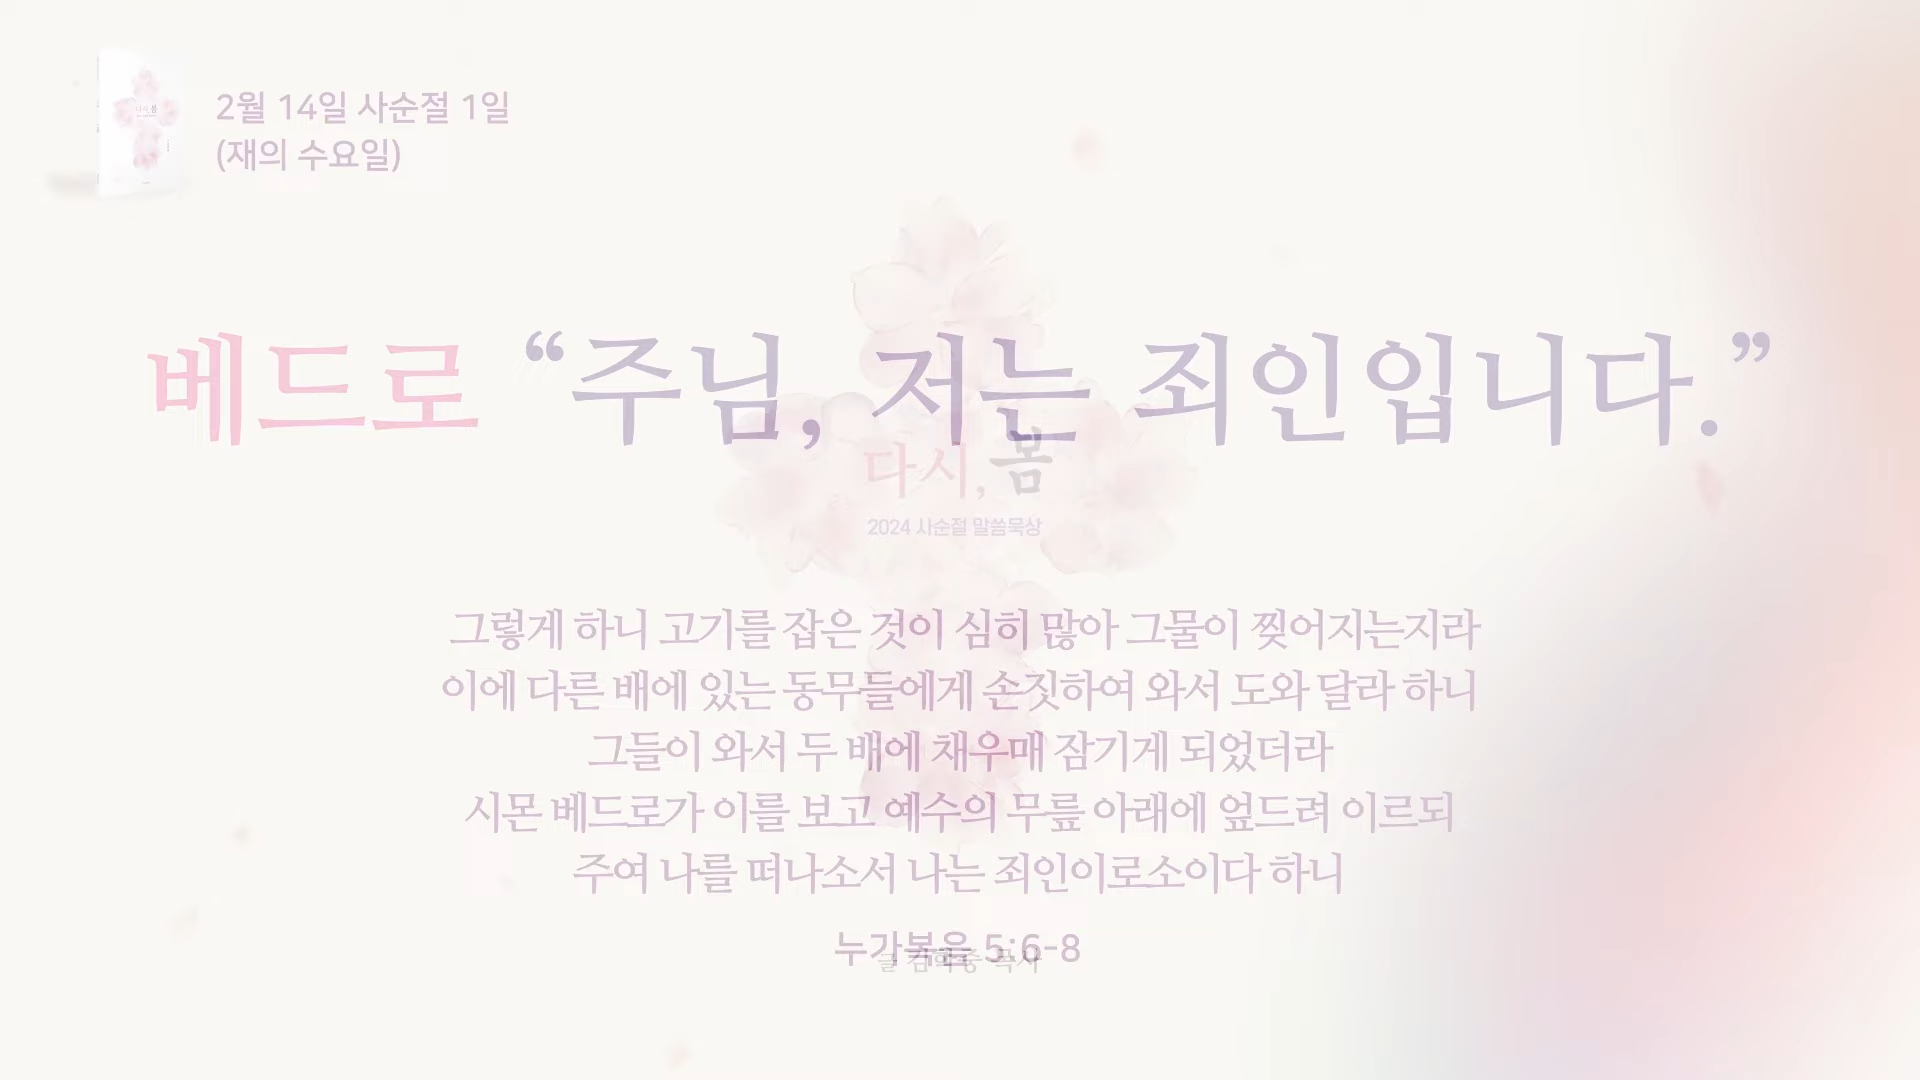 2월 14일 사순절 1일
(재의 수요일)
베드로 “주님, 저는 죄인입니다.”
다시, 봄
2024 사순절 말씀묵상
그렇게 하니 고기를 잡은 것이 심히 많아 그물이 찢어지는지라
이에 다른 배에 있는 동무들에게 손짓하여 와서 도와 달라 하니
그들이 와서 두 배에 채우매 잠기게 되었더라
시몬 베드로가 이를 보고 예수의 무릎 아래에 엎드려 이르되
주여 나를 떠나소서 나는 죄인이로소이다 하니
누가복음 5:6-8